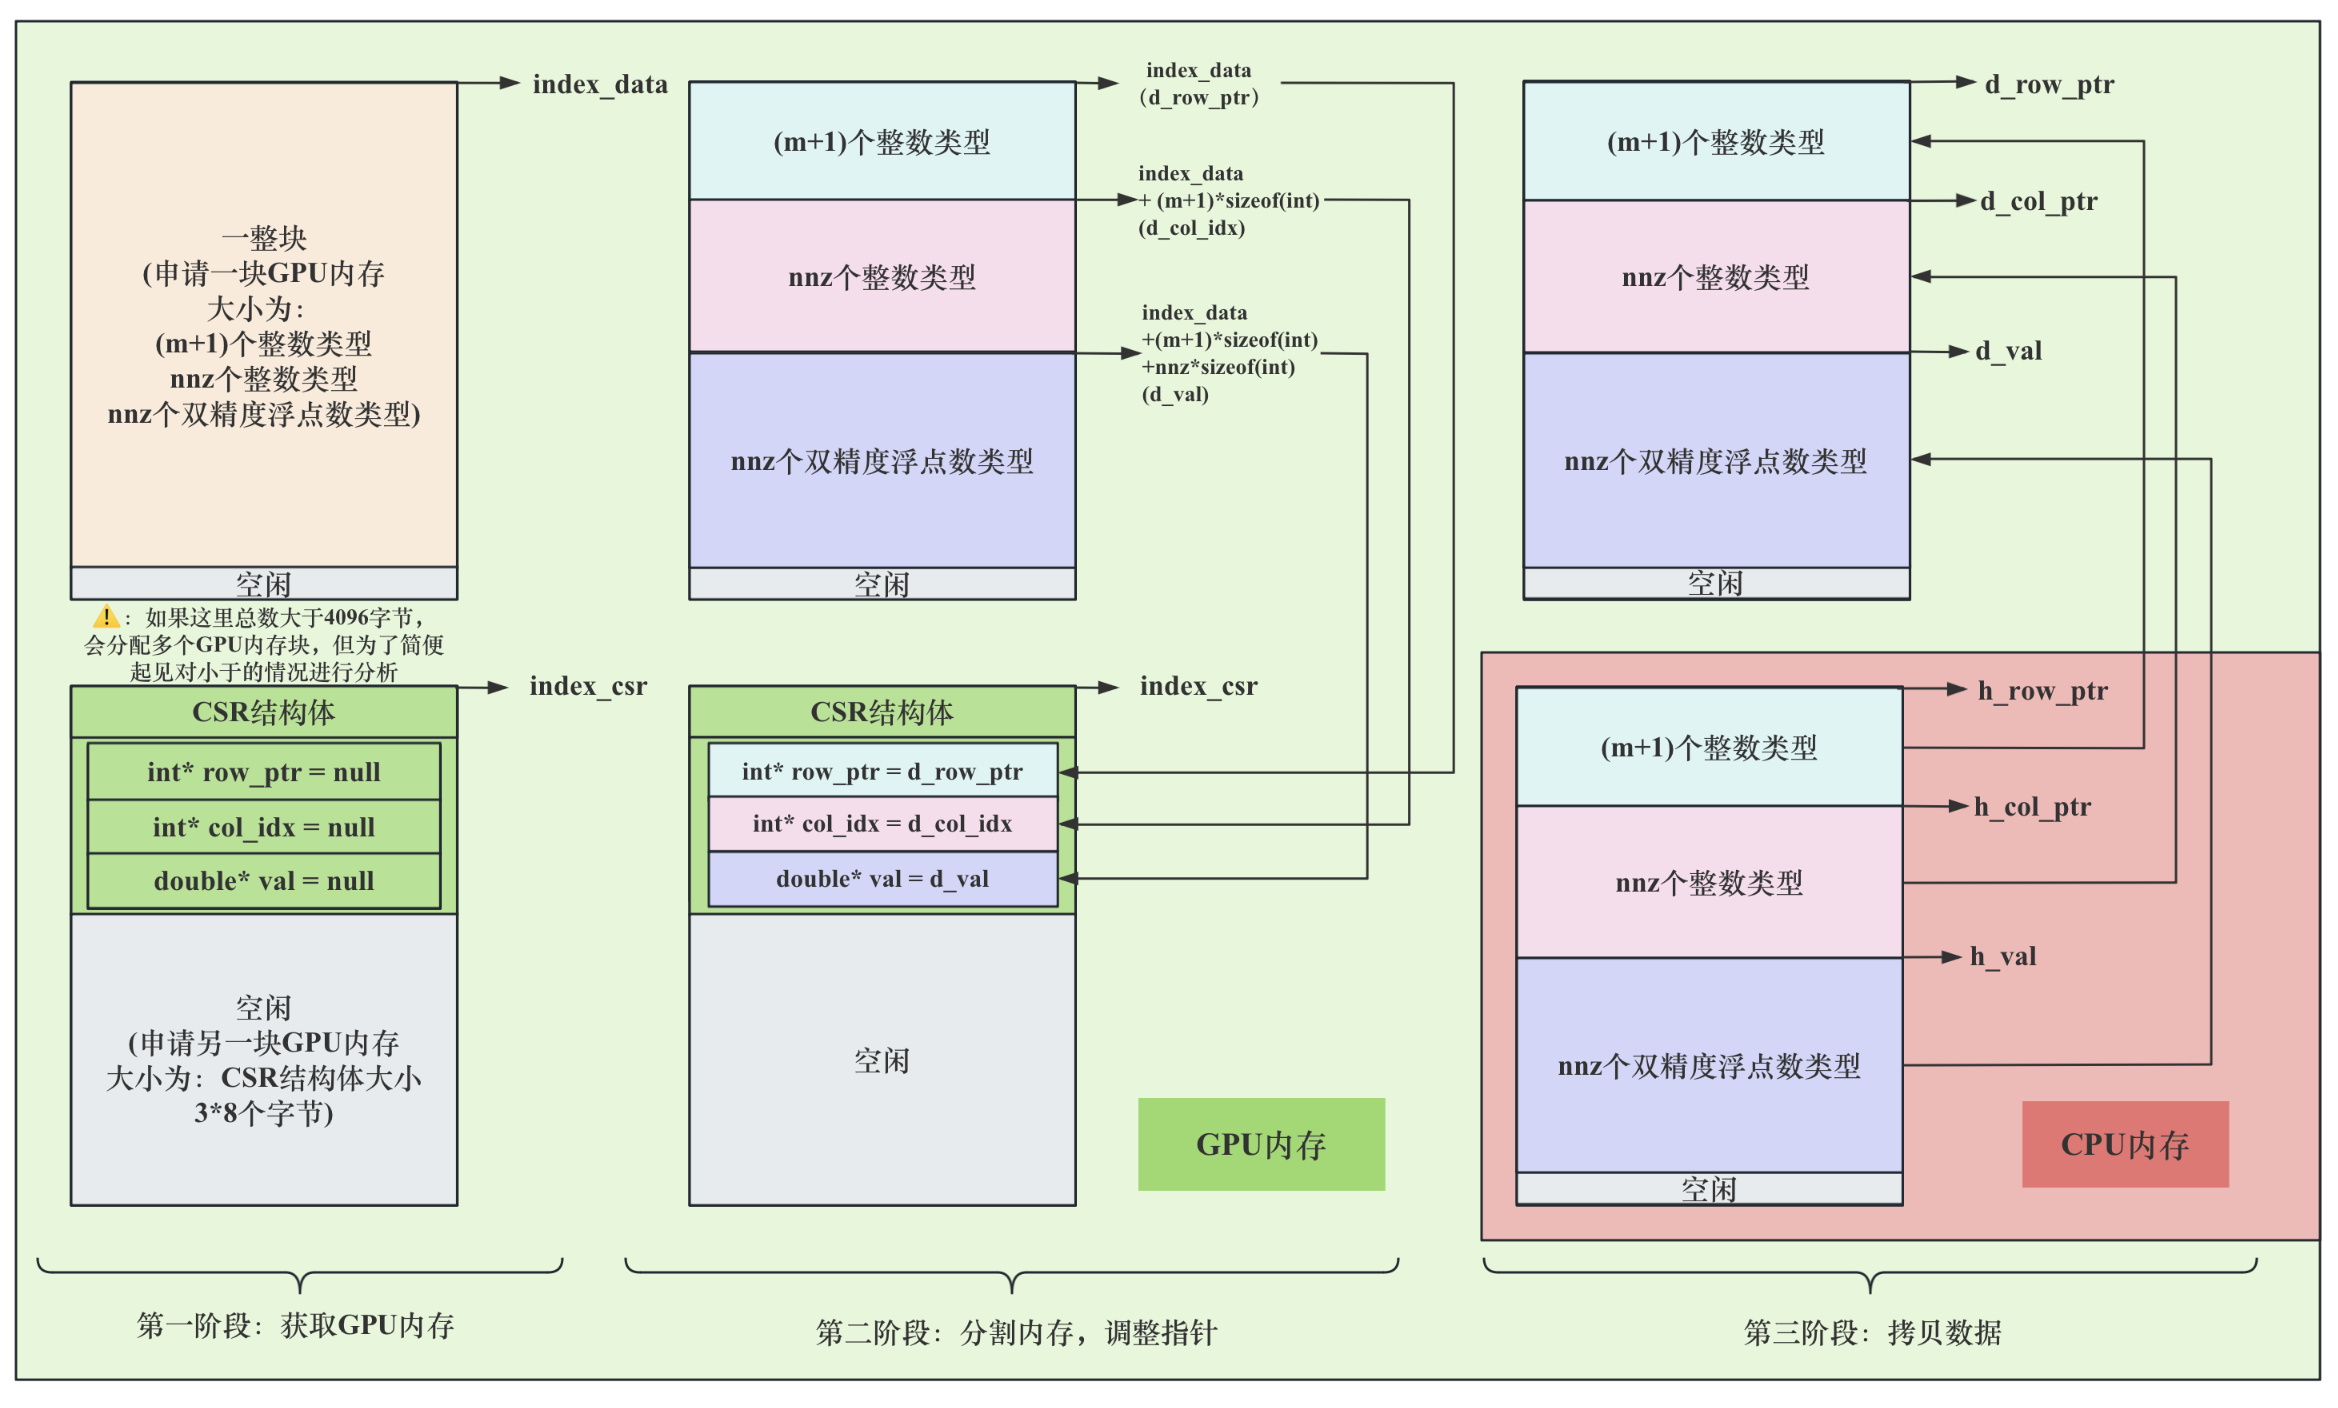 index_data
一整块
(申请一块GPU内存
大小为：
(m+1)个整数类型
nnz个整数类型
nnz个双精度浮点数类型)
空闲
⚠️：如果这里总数大于4096字节，
会分配多个GPU内存块，但为了简便
起见对小于的情况进行分析
index_csr
CSR结构体
int* row_ptr = null
int* col_idx = null
double* val = null
空闲
(申请另一块GPU内存
大小为：CSR结构体大小
3*8个字节)
第一阶段：获取GPU内存
index_data
（d_row_ptr）
(m+1)个整数类型
index_data
+ (m+1)*sizeof(int)
(d_col_idx)
nnz个整数类型
index_data
+(m+1)*sizeof(int)
+nnz*sizeof(int)
(d_val)
nnz个双精度浮点数类型
空闲
index_csr
CSR结构体
int* row_ptr = d_row_ptr
int* col_idx = d_col_idx
double* val = d_val
空闲
GPU内存
第二阶段：分割内存，调整指针
d_row_ptr
(m+1)个整数类型
d_col_ptr
nnz个整数类型
d_val
nnz个双精度浮点数类型
空闲
h_row_ptr
(m+1)个整数类型
h_col_ptr
nnz个整数类型
h_val
nnz个双精度浮点数类型
空闲
CPU内存
第三阶段：拷贝数据